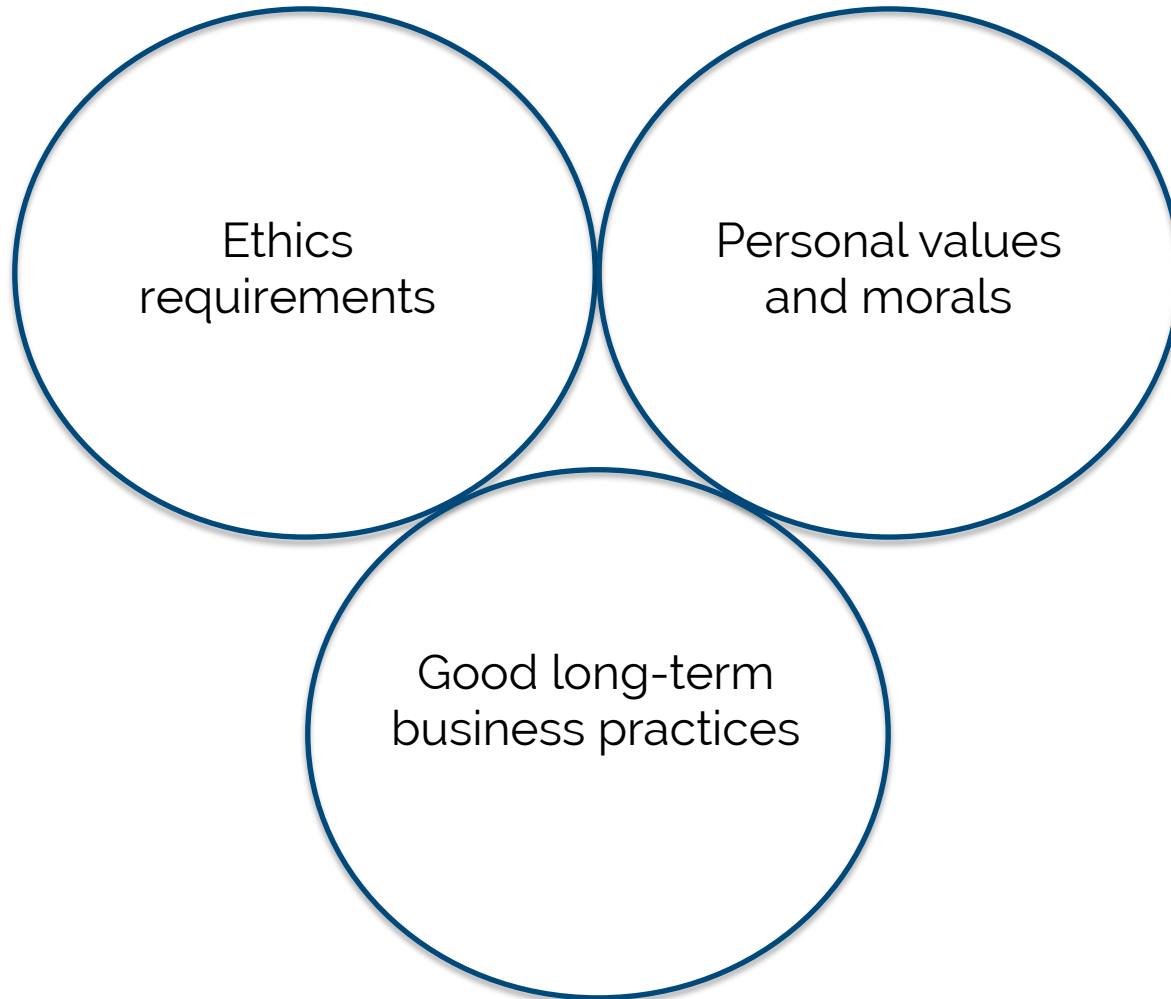 Ethics
requirements
Personal values
and morals
Good long-term
business practices